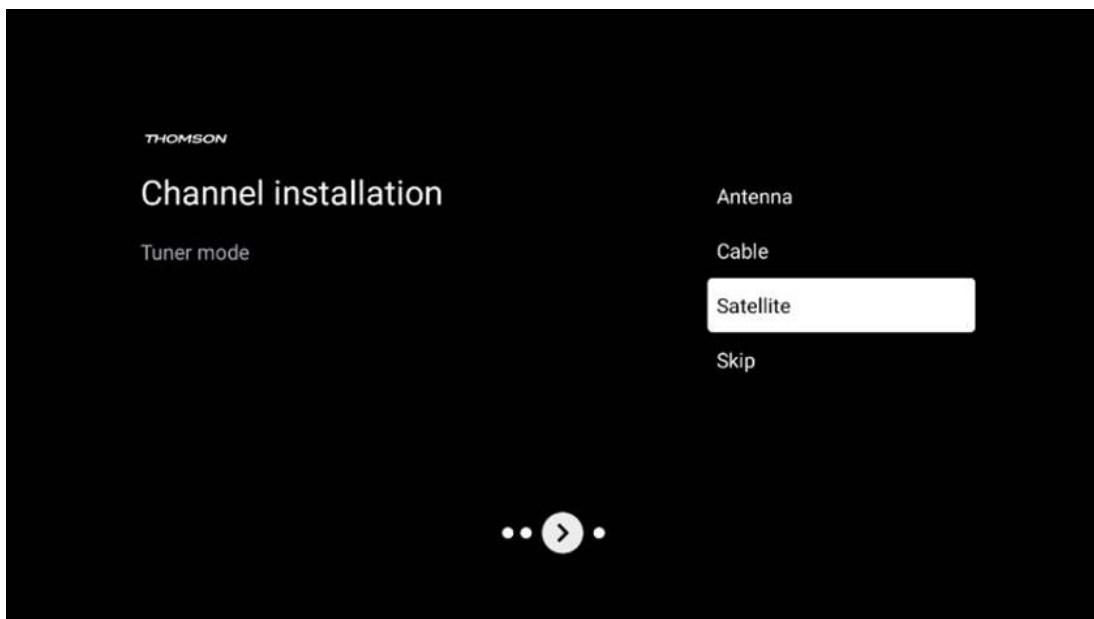 THOMSON
Channel installation
Tuner mode
Antenna
Cable
Satellite
Skip